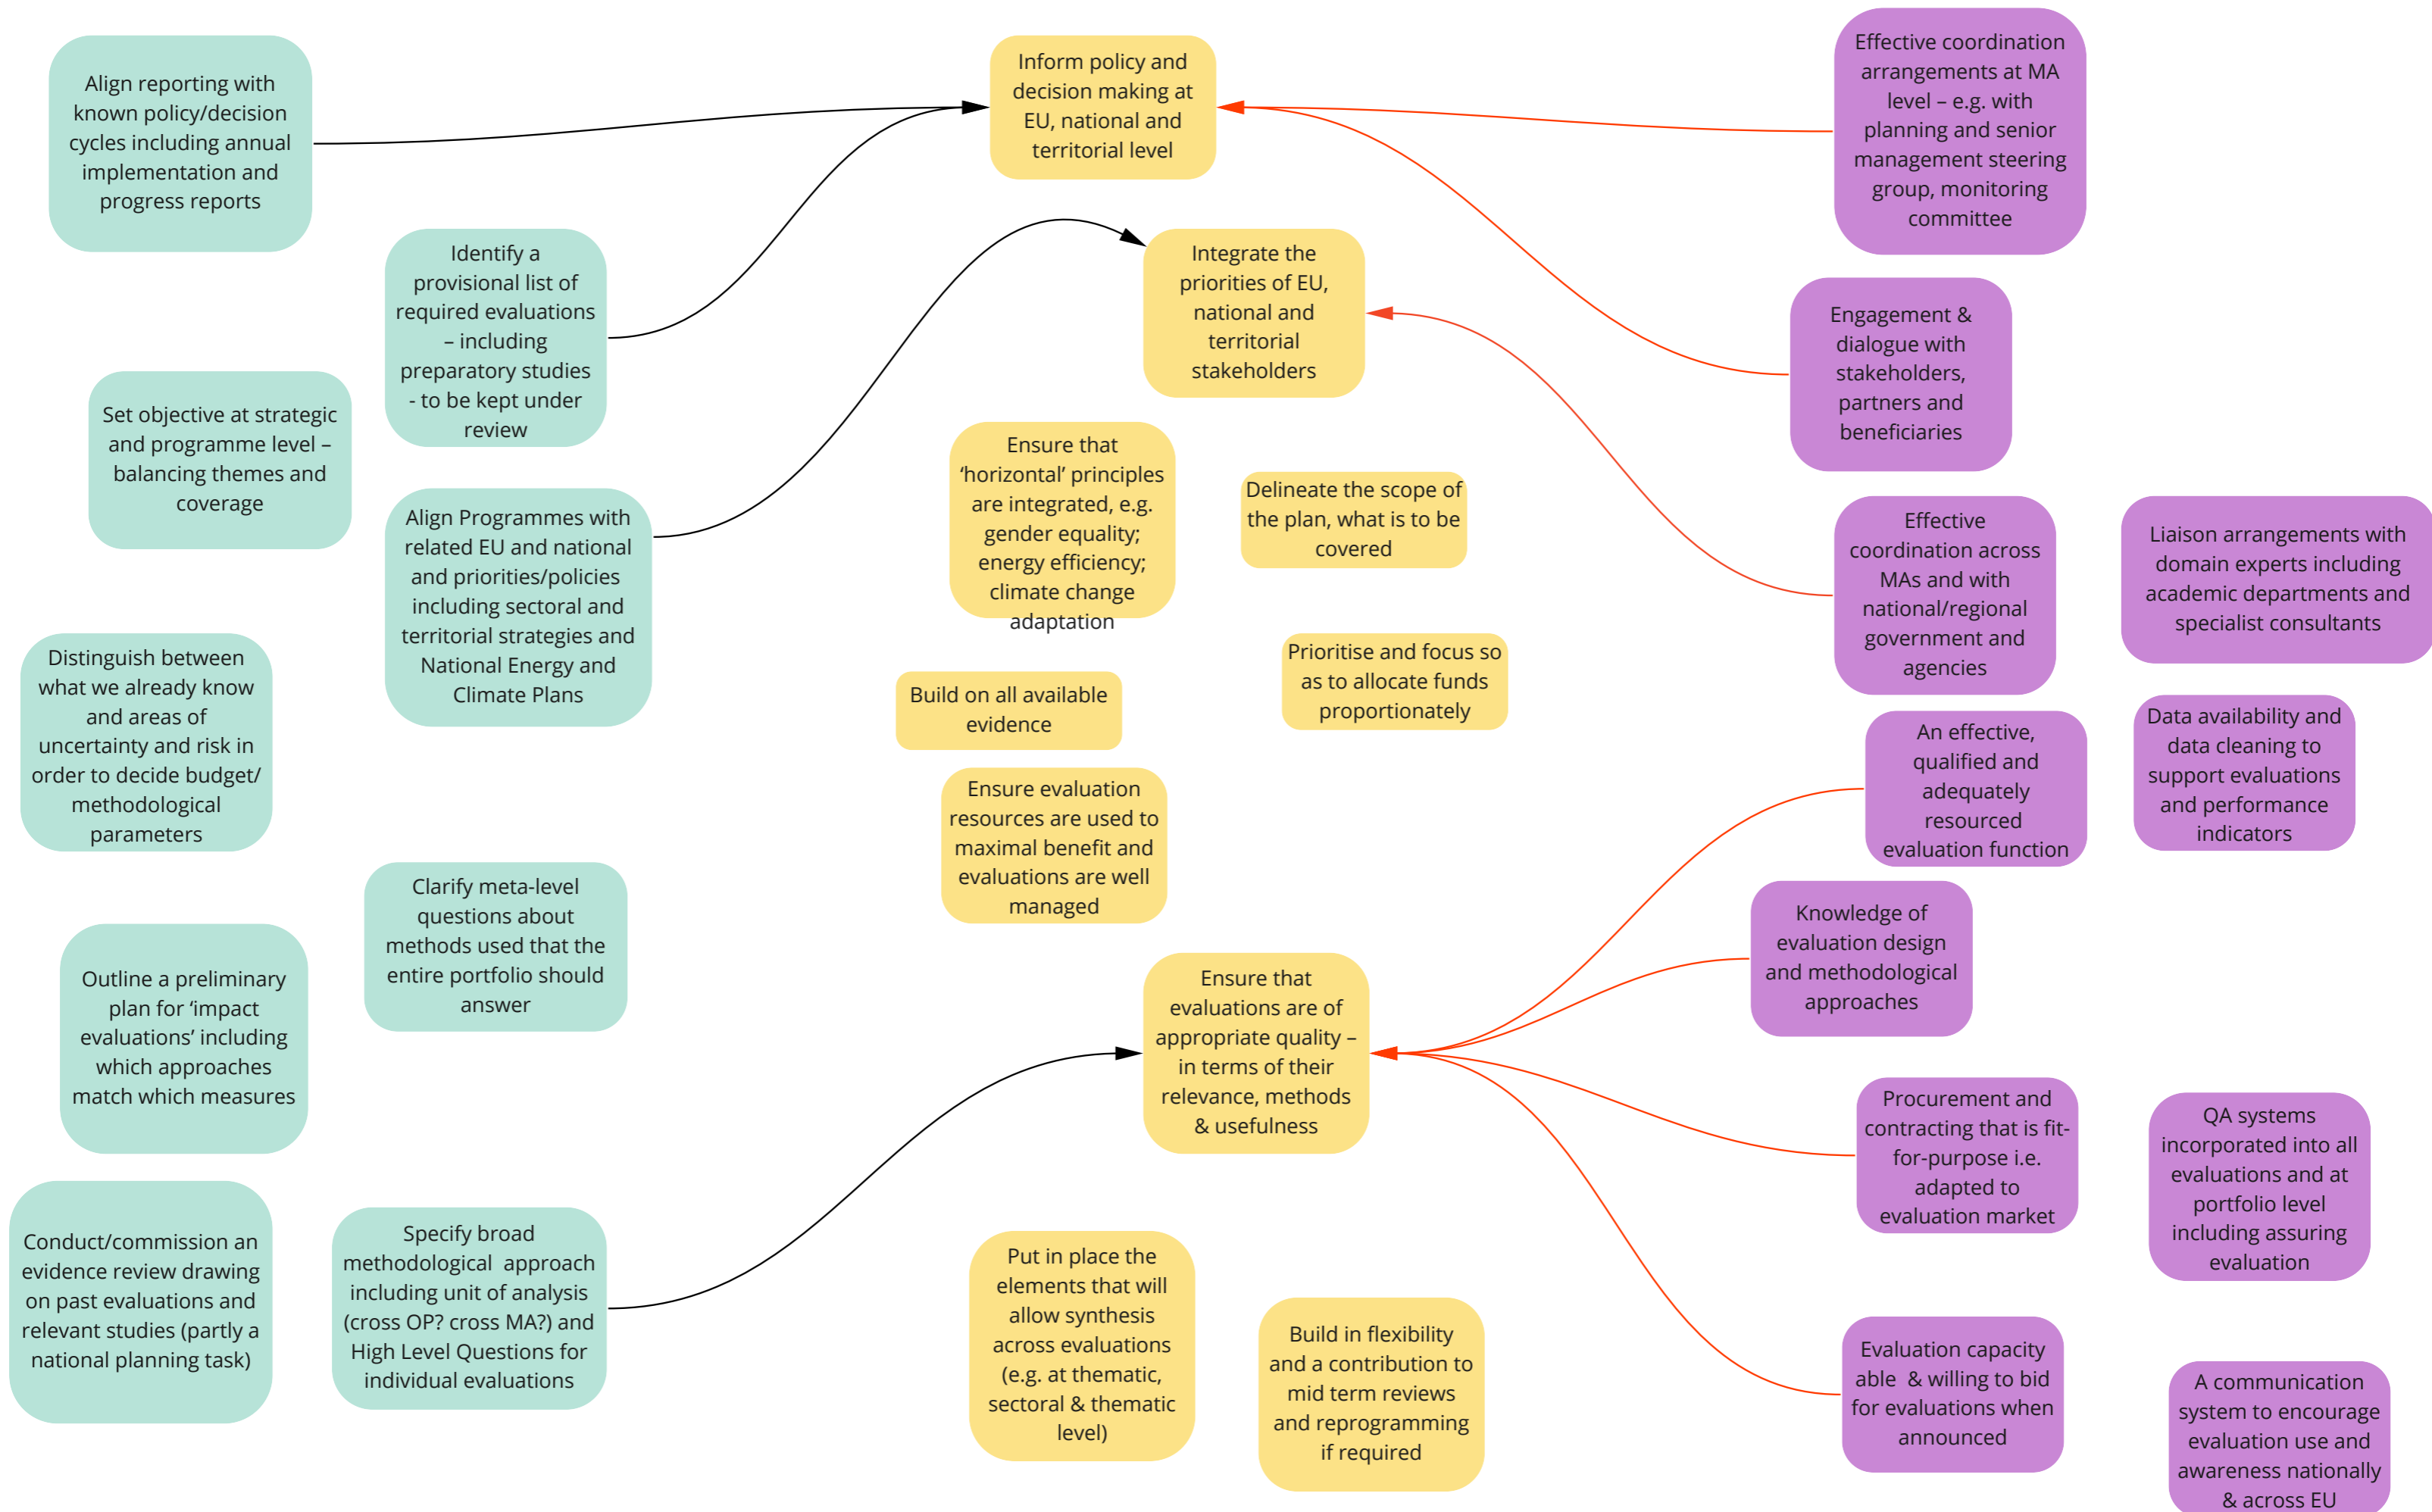 Align reporting with
known policy/decision
cycles including annual
implementation and
progress reports
Identify a
provisional list of
required evaluations
– including
preparatory studies
- to be kept under
review
Set objective at strategic
and programme level –
balancing themes and
coverage
Align Programmes with
related EU and national
and priorities/policies
including sectoral and
territorial strategies and
National Energy and
Climate Plans
Distinguish between
what we already know
and areas of
uncertainty and risk in
order to decide budget/
methodological
parameters
Clarify meta-level
questions about
methods used that the
entire portfolio should
answer
Outline a preliminary
plan for ‘impact
evaluations’ including
which approaches
match which measures
Conduct/commission an
evidence review drawing
on past evaluations and
relevant studies (partly a
national planning task)
Specify broad
methodological approach
including unit of analysis
(cross OP? cross MA?) and
High Level Questions for
individual evaluations
Inform policy and
decision making at
EU, national and
territorial level
Integrate the
priorities of EU,
national and
territorial
stakeholders
Ensure that
‘horizontal’ principles
are integrated, e.g.
gender equality;
energy efficiency;
climate change
adaptation
Delineate the scope of
the plan, what is to be
covered
Prioritise and focus so
as to allocate funds
proportionately
Build on all available
evidence
Ensure evaluation
resources are used to
maximal benefit and
evaluations are well
managed
Ensure that
evaluations are of
appropriate quality –
in terms of their
relevance, methods
& usefulness
Put in place the
elements that will
allow synthesis
across evaluations
(e.g. at thematic,
sectoral & thematic
level)
Build in flexibility
and a contribution to
mid term reviews
and reprogramming
if required
Effective coordination
arrangements at MA
level – e.g. with
planning and senior
management steering
group, monitoring
committee
Engagement &
dialogue with
stakeholders,
partners and
beneficiaries
Effective
coordination across
MAs and with
national/regional
government and
agencies
Liaison arrangements with
domain experts including
academic departments and
specialist consultants
An effective,
qualified and
adequately
resourced
evaluation function
Data availability and
data cleaning to
support evaluations
and performance
indicators
Knowledge of
evaluation design
and methodological
approaches
Procurement and
contracting that is fit-
for-purpose i.e.
adapted to
evaluation market
QA systems
incorporated into all
evaluations and at
portfolio level
including assuring
evaluation
Evaluation capacity
able & willing to bid
for evaluations when
announced
A communication
system to encourage
evaluation use and
awareness nationally
& across EU